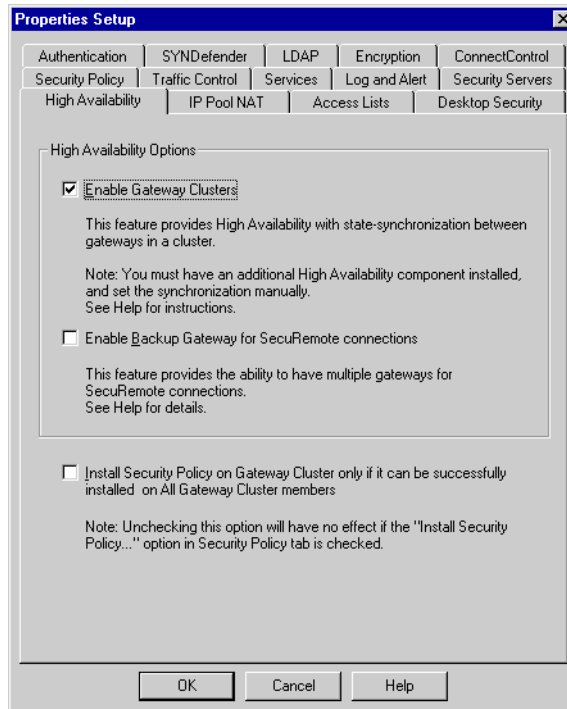 Properties Setup
Authentication SYNDefender LDAP Encryption ConnectControl
Security Policy Traffic Control Services Log and Alert Security Servers
High Availability IP Pool NAT Access Lists Desktop Security
High Availability Options
Enable Gateway Clusters
This feature provides High Availability with state-synchronization between
gateways in a cluster.
Note: You must have an additional High Availability component installed,
and set the synchronization manually.
See Help for instructions.
Enable Backup Gateway for SecuRemote connections
This feature provides the ability to have multiple gateways for
SecuRemote connections.
See Help for details.
Install Security Policy on Gateway Cluster only if it can be successfully
installed on All Gateway Cluster members
Note: Unchecking this option will have no effect if the "Install Security
Policy..." option in Security Policy tab is checked.
OK Cancel Help